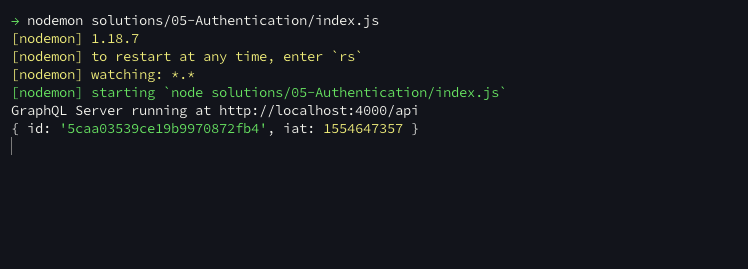 → nodemon solutions/05-Authentication/index.js
[nodemon] 1.18.7
[nodemon] to restart at any time, enter `rs`
[nodemon] watching: *.*
[nodemon] starting `node solutions/05-Authentication/index.js`
GraphQL Server running at http://localhost:4000/api
{ id: '5caa03539ce19b9970872fb4', iat: 1554647357 }